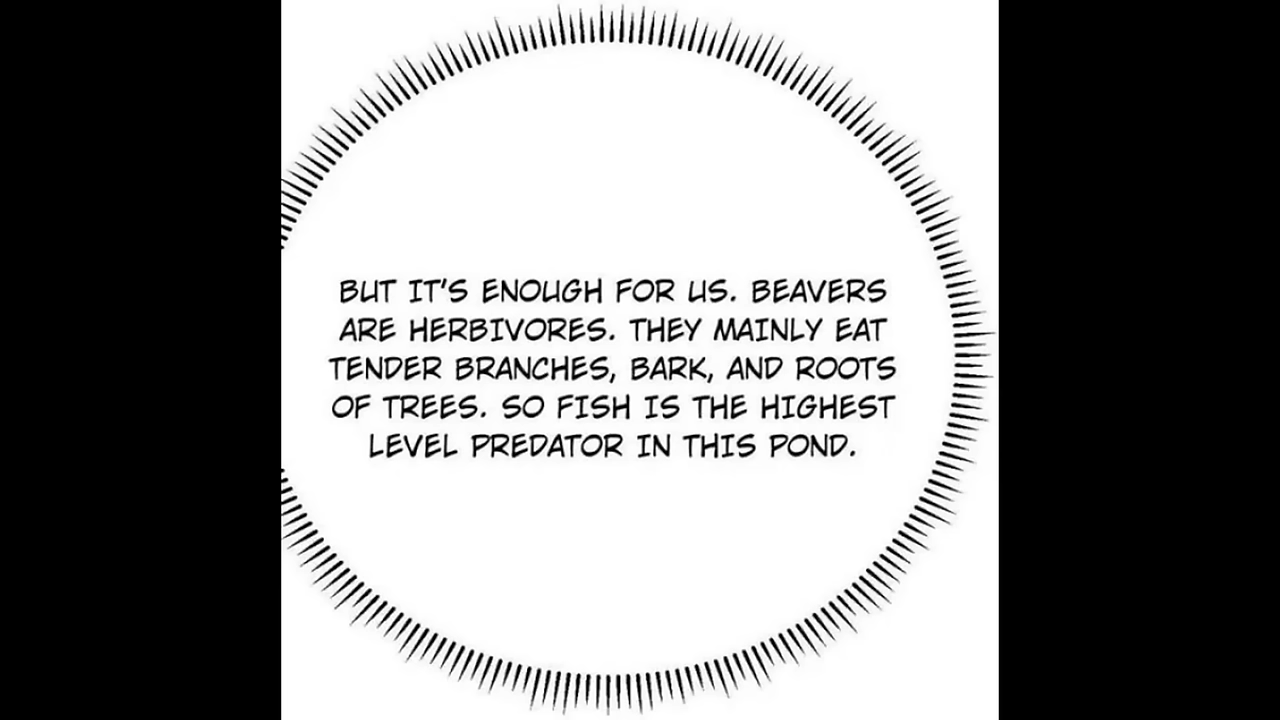 BUT IT'S ENOUGH FOR US. BEAVERS
ARE HERBIVORES. THEY MAINLY EAT
TENDER BRANCHES, BARK, AND ROOTS
OF TREES. SO FISH IS THE HIGHEST
LEVEL PREDATOR IN THIS POND.